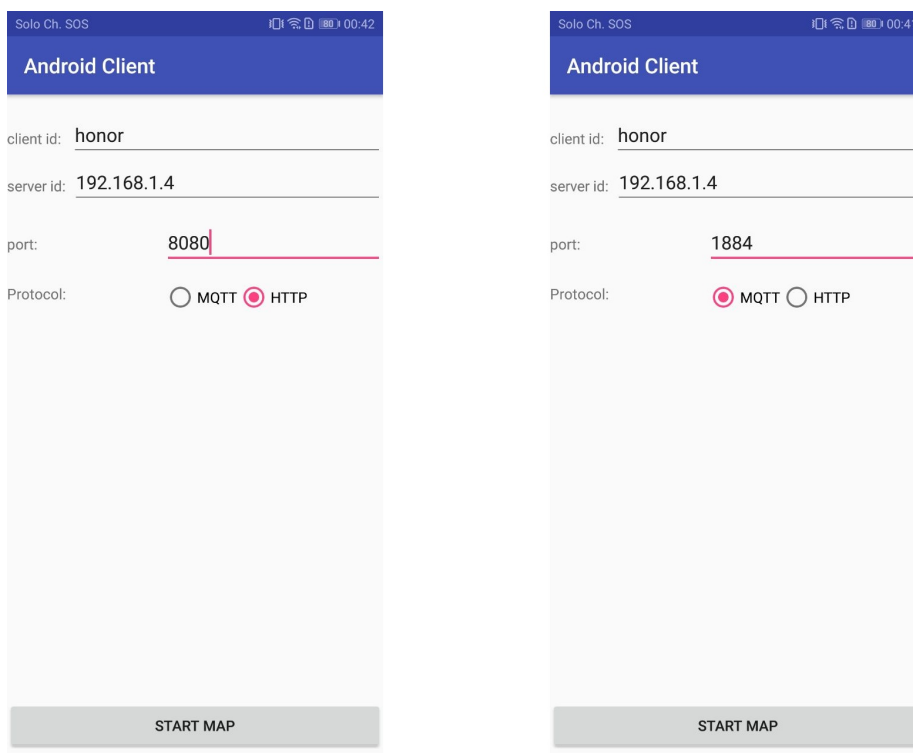 Solo Ch. SOS 80 00:42
Android Client
client id: honor
server id: 192.168.1.4
port: 8080
Protocol: MQTT HTTP
START MAP
Solo Ch. SOS 80
Android Client
client id: honor
server id: 192.168.1.4
port: 1884
Protocol: MQTT HTTP
START MAP